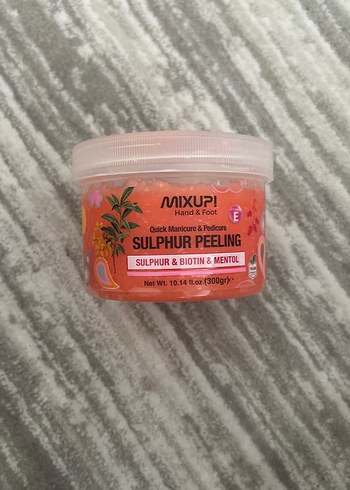 MIXUP!
Hand & Foot
E
Quick Manicure & Pedicure
SULPHUR PEELING
SULPHUR & BIOTIN & MENTOL
Net Wt. 10.14 fl.oz (300gr)